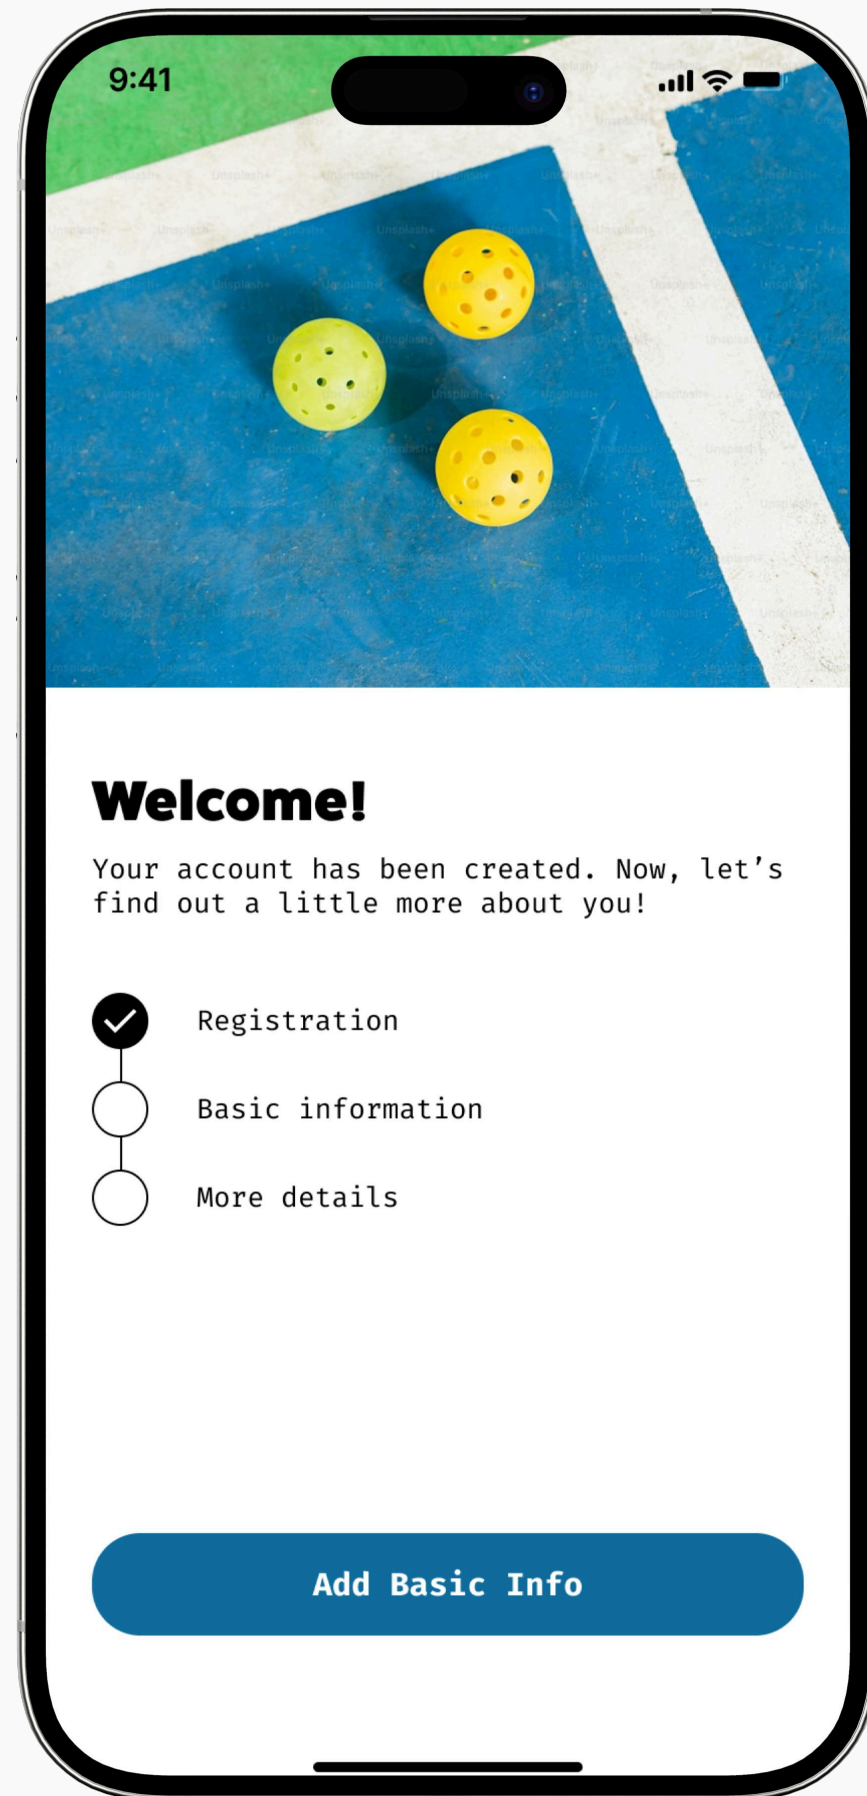 9:41
Unsplash+
Welcome!
Your account has been created. Now, let’s
find out a little more about you!
Registration
Basic information
More details
Add Basic Info